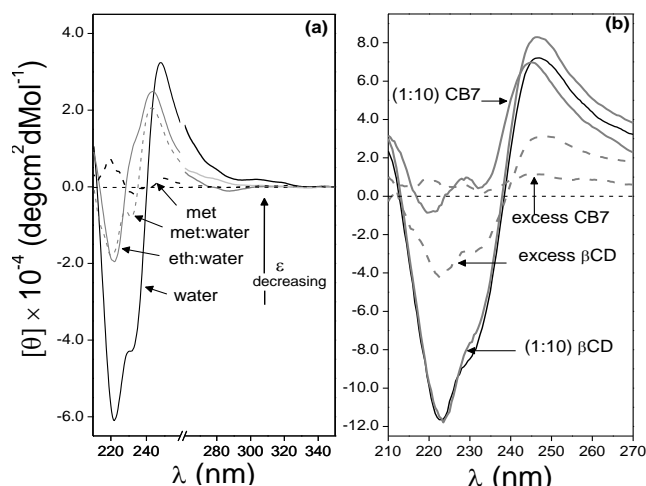 (a)
4.0
2.0
0.0
-2.0
-4.0
-6.0
[θ] × 10⁻⁴ (degcm²dMol⁻¹)
met
met:water
eth:water
water
ε
decreasing
220 240 300 320 340
λ (nm)
(b)
8.0
6.0
4.0
2.0
0.0
-2.0
-4.0
-6.0
-8.0
-10.0
-12.0
(1:10) CB7
excess CB7
excess βCD
(1:10) βCD
210 220 230 240 250 260 270
λ (nm)